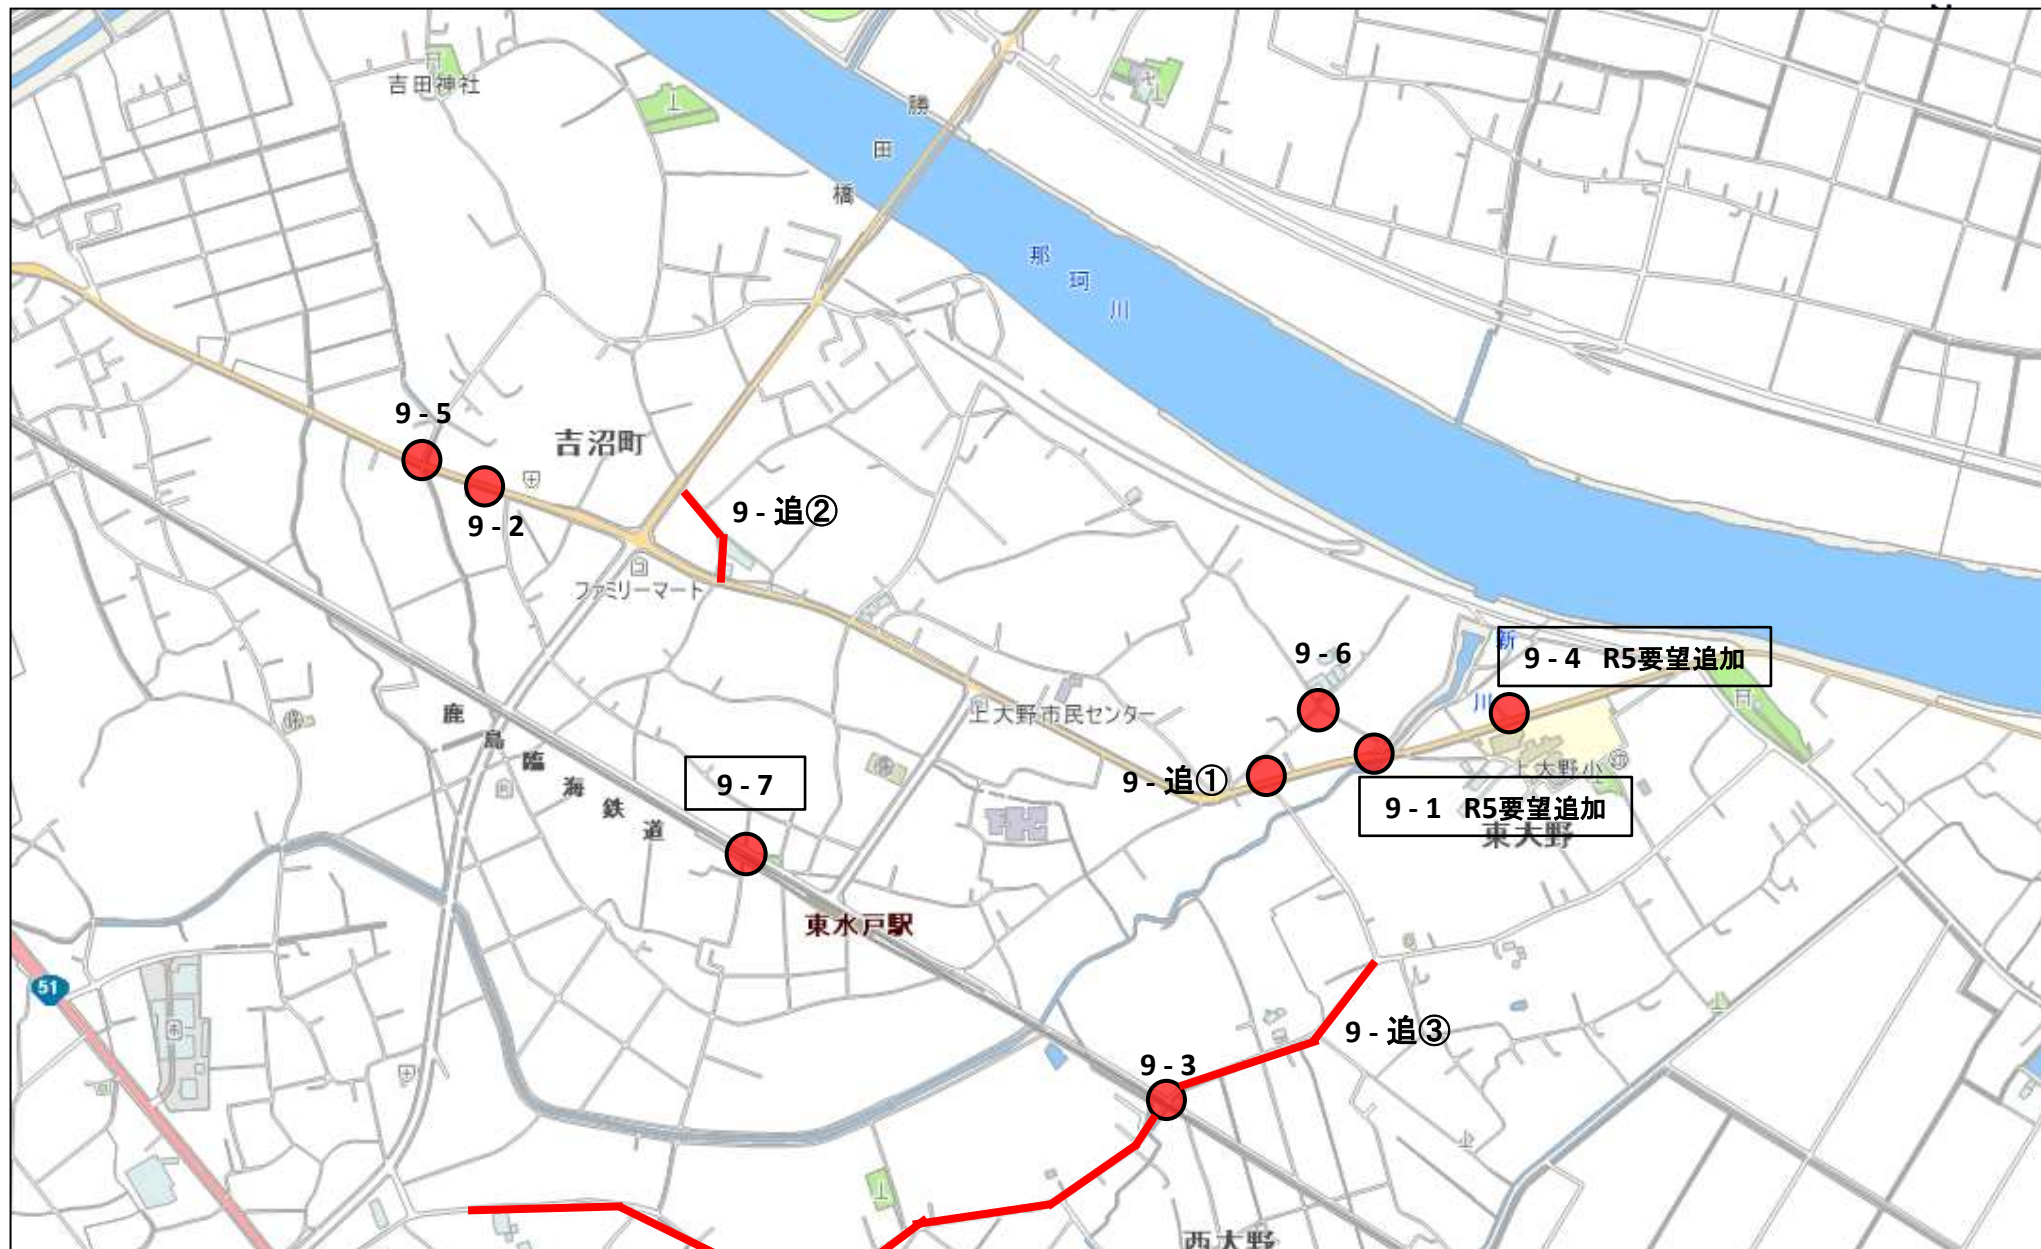 吉田神社
勝田橋
那珂川
9 - 5
吉沼町
9 - 2
9 - 追②
ファミリーマート
新川
9 - 6
9 - 4 R5要望追加
上大野市民センター
鹿島臨海鉄道
9 - 7
9 - 追①
上大野小
9 - 1 R5要望追加
東大野
東水戸駅
51
9 - 追③
9 - 3
西大野